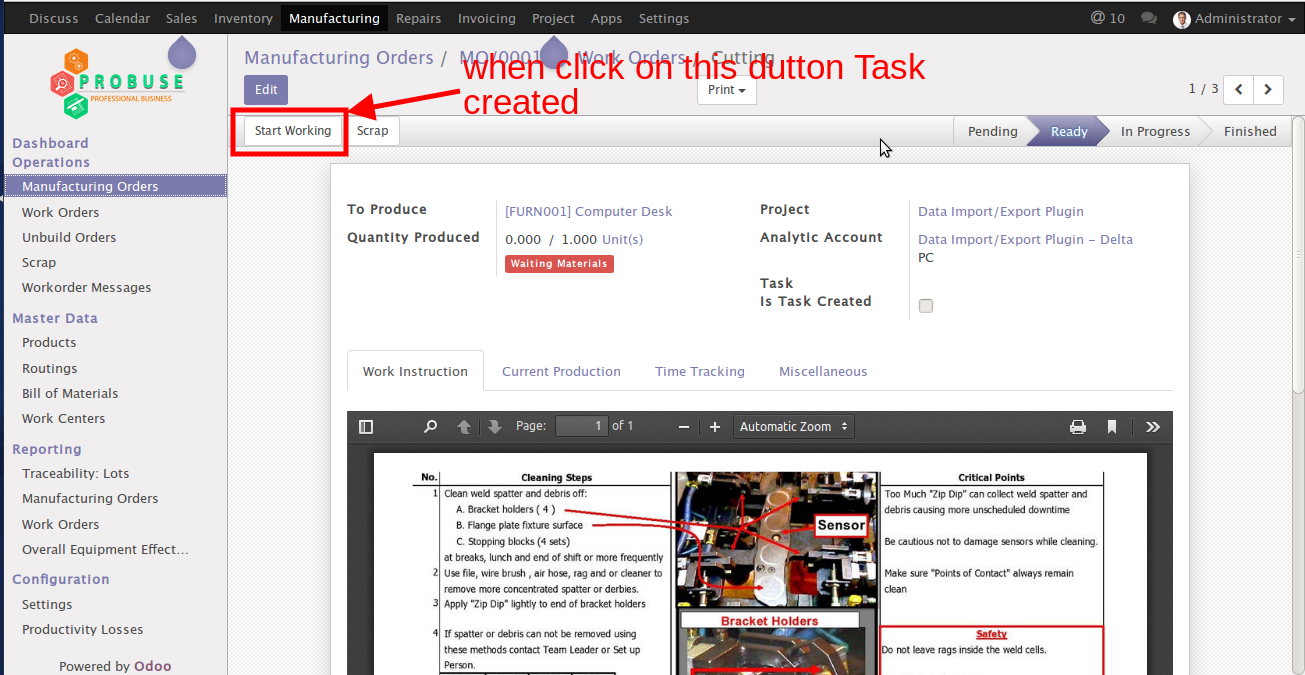 Discuss Calendar Sales Inventory Manufacturing Repairs Invoicing Project Apps Settings @ 10 Administrator
PROBUSE
PROFESSIONAL BUSINESS
Manufacturing Orders / MO/0001 Work Orders / Cutting
when click on this dutton Task
created
Edit
Print
1 / 3
Start Working Scrap
Pending Ready In Progress Finished
Dashboard
Operations
Manufacturing Orders
Work Orders
Unbuild Orders
Scrap
Workorder Messages
Master Data
Products
Routings
Bill of Materials
Work Centers
Reporting
Traceability: Lots
Manufacturing Orders
Work Orders
Overall Equipment Effect...
Configuration
Settings
Productivity Losses
Powered by Odoo
To Produce [FURN001] Computer Desk
Quantity Produced 0.000 / 1.000 Unit(s)
Waiting Materials
Project Data Import/Export Plugin
Analytic Account Data Import/Export Plugin - Delta
PC
Task
Is Task Created
Work Instruction Current Production Time Tracking Miscellaneous
Page: 1 of 1 Automatic Zoom
No. Cleaning Steps
1 Clean weld spatter and debris off:
A. Bracket holders ( 4 )
B. Flange plate fixture surface
C. Stopping blocks (4 sets)
at breaks, lunch and end of shift or more frequently
2 Use file, wire brush , air hose, rag and or cleaner to
remove more concentrated spatter or derbies.
3 Apply "Zip Dip" lightly to end of bracket holders
4 If spatter or debris can not be removed using
these methods contact Team Leader or Set up
Person.
Sensor
Bracket Holders
Critical Points
Too Much "Zip Dip" can collect weld spatter and
debris causing more unscheduled downtime
Be cautious not to damage sensors while cleaning.
Make sure "Points of Contact" always remain
clean
Safety
Do not leave rags inside the weld cells.